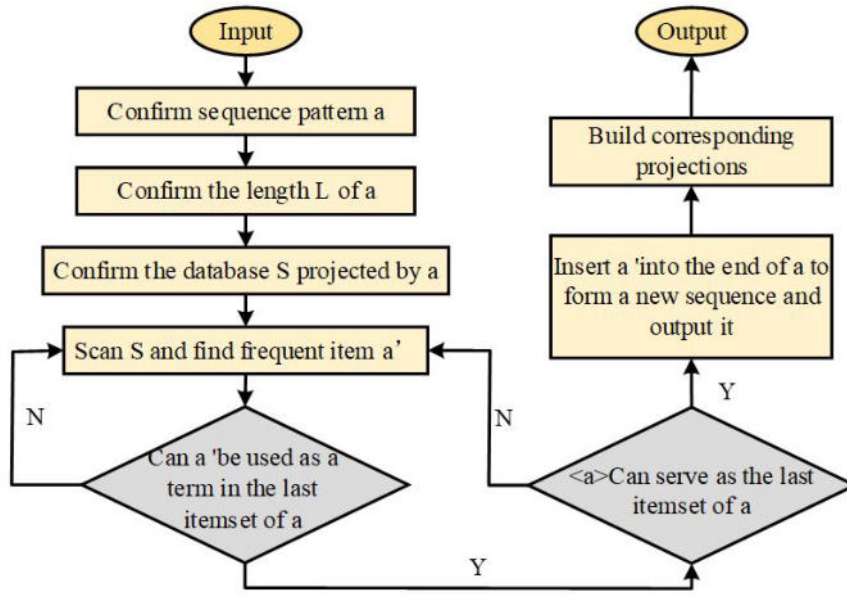 Input
Confirm sequence pattern a
Confirm the length L of a
Confirm the database S projected by a
Scan S and find frequent item a’
N
Can a 'be used as a
term in the last
itemset of a
Y
Output
Build corresponding
projections
Insert a 'into the end of a to
form a new sequence and
output it
Y
N
<a>Can serve as the last
itemset of a